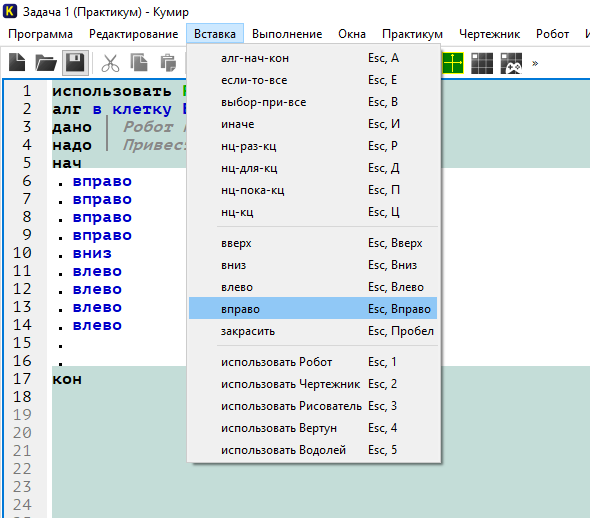 Задача 1 (Практикум) - Кумир
Программа Редактирование Вставка Выполнение Окна Практикум Чертежник Робот
»
алг-нач-кон Esc, А
если-то-все Esc, Е
выбор-при-все Esc, В
иначе Esc, И
нц-раз-кц Esc, Р
нц-для-кц Esc, Д
нц-пока-кц Esc, П
нц-кц Esc, Ц
вверх Esc, Вверх
вниз Esc, Вниз
влево Esc, Влево
вправо Esc, Вправо
закрасить Esc, Пробел
использовать Робот Esc, 1
использовать Чертежник Esc, 2
использовать Рисователь Esc, 3
использовать Вертун Esc, 4
использовать Водолей Esc, 5
1 использовать
2 алг в клетку
3 дано | Робот
4 надо |
5 нач
6 . вправо
7 . вправо
8 . вправо
9 . вправо
10 . вниз
11 . влево
12 . влево
13 . влево
14 . влево
15 .
16 .
17 кон
18
19
20
21
22
23
24
25